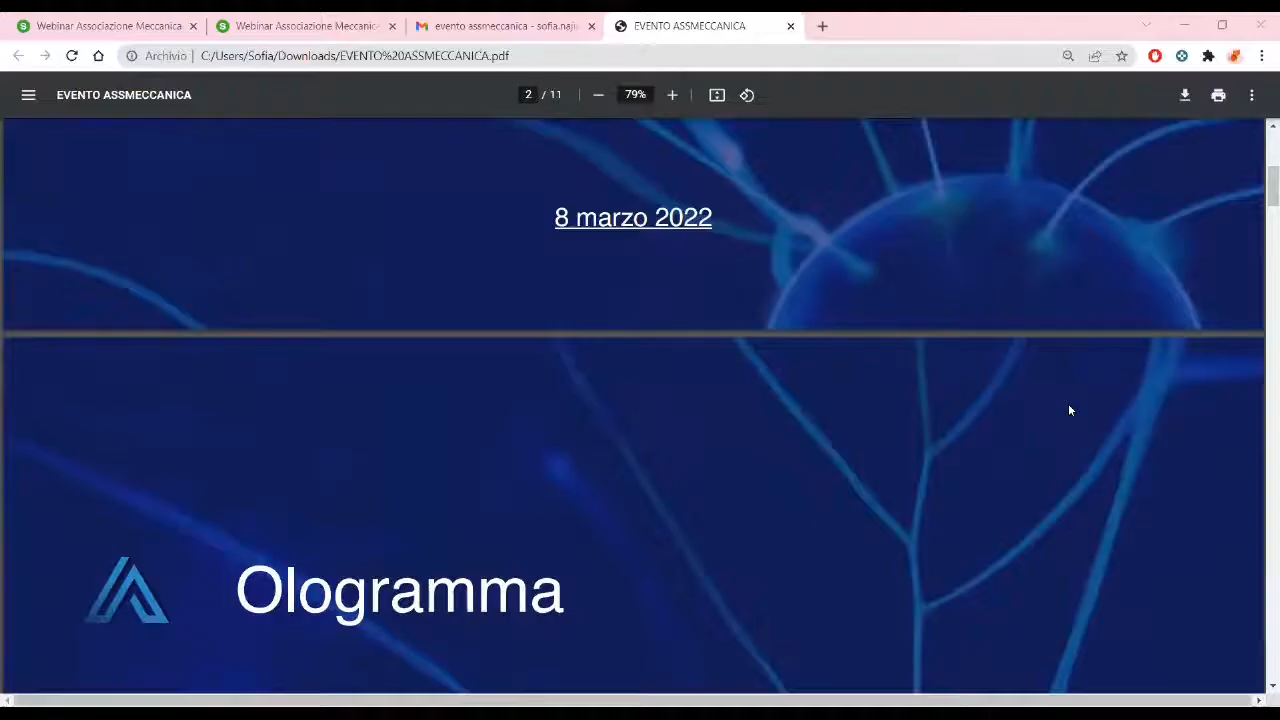 Webinar Associazione Meccanica
Webinar Associazione Meccanic
evento assmeccanica - sofia.naji
EVENTO ASSMECCANICA
Archivio
C:/Users/Sofia/Downloads/EVENTO%20ASSMECCANICA.pdf
EVENTO ASSMECCANICA
2 / 11
79%
8 marzo 2022
Ologramma